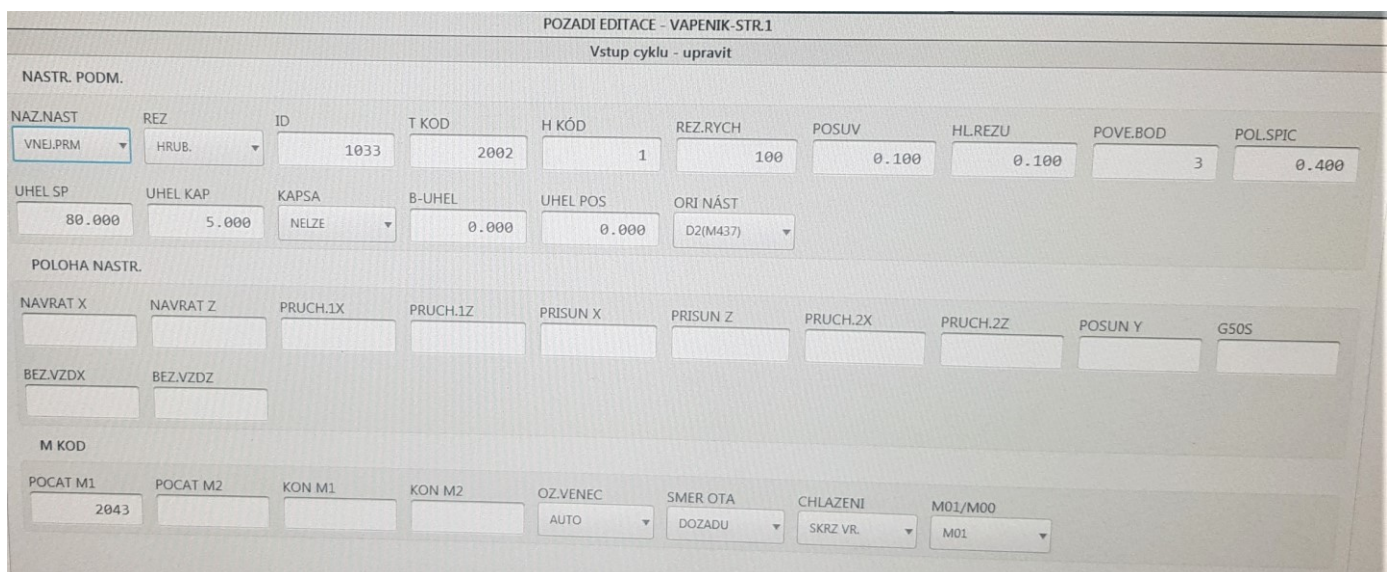 POZADI EDITACE - VAPENIK-STR.1
Vstup cyklu - upravit
NASTR. PODM.
NAZ.NAST REZ ID T KOD H KÓD REZ.RYCH POSUV HL.REZU POVE.BOD POL.SPIC
VNEJ.PRM HRUB. 1033 2002 1 100 0.100 0.100 3 0.400
UHEL SP UHEL KAP KAPSA B-UHEL UHEL POS ORI NÁST
80.000 5.000 NELZE 0.000 0.000 D2(M437)
POLOHA NASTR.
NAVRAT X NAVRAT Z PRUCH.1X PRUCH.1Z PRISUN X PRISUN Z PRUCH.2X PRUCH.2Z POSUN Y G50S
BEZ.VZDX BEZ.VZDZ
M KOD
POCAT M1 POCAT M2 KON M1 KON M2 OZ.VENEC SMER OTA CHLAZENI M01/M00
2043 AUTO DOZADU SKRZ VR. M01